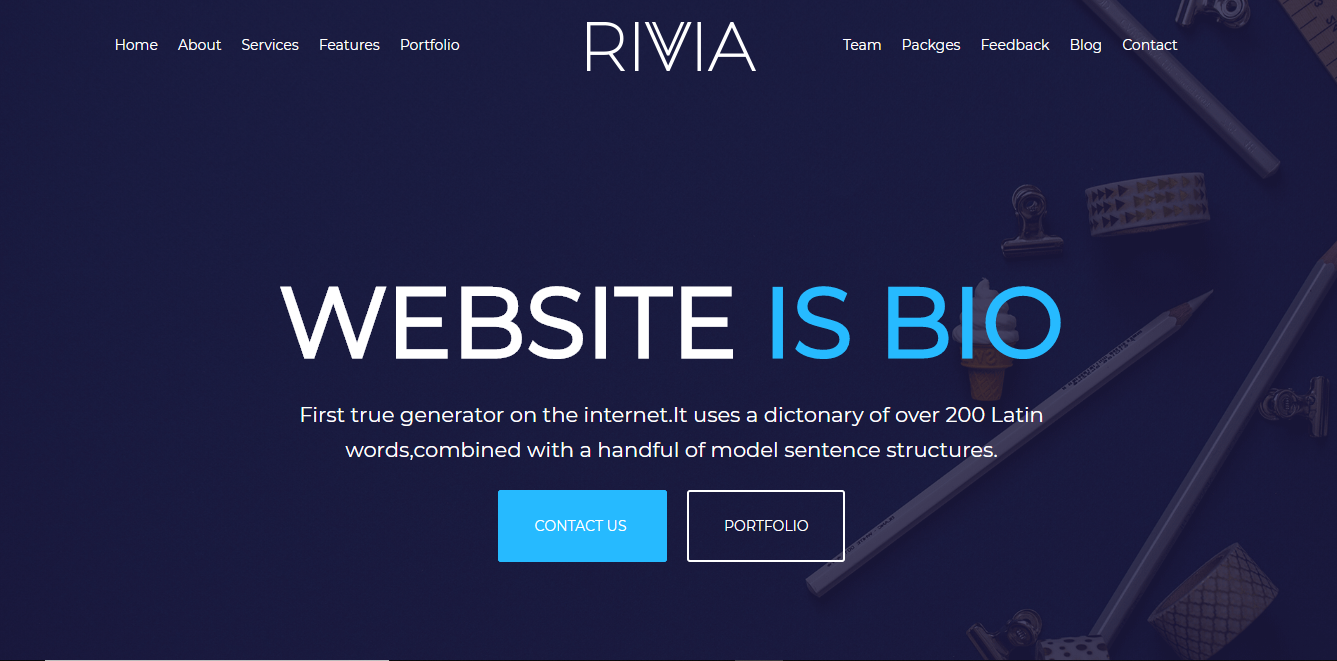 Home About Services Features Portfolio
RIVIA
Team Packges Feedback Blog Contact
WEBSITE IS BIO
First true generator on the internet.It uses a dictonary of over 200 Latin
words,combined with a handful of model sentence structures.
CONTACT US
PORTFOLIO